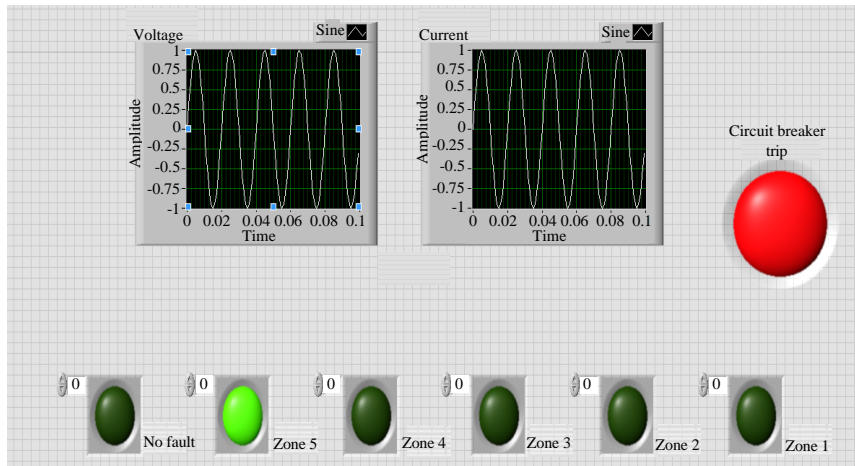 Voltage
Sine
Current
Sine
1
0.75
0.5
0.25
0
-0.25
-0.5
-0.75
-1
Amplitude
0 0.02 0.04 0.06 0.08 0.1
Time
1
0.75
0.5
0.25
0
-0.25
-0.5
-0.75
-1
Amplitude
0 0.02 0.04 0.06 0.08 0.1
Time
Circuit breaker
trip
0
No fault
0
Zone 5
0
Zone 4
0
Zone 3
0
Zone 2
0
Zone 1